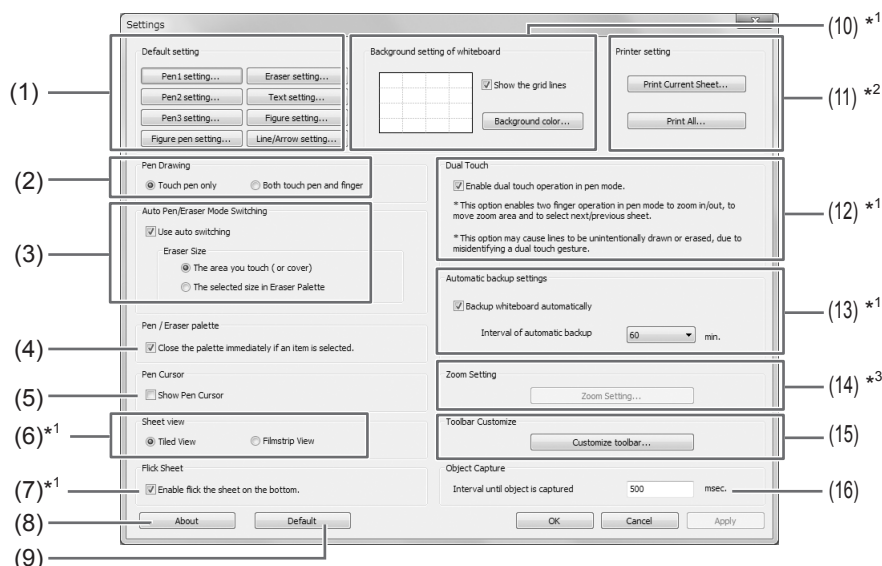 Settings
x
(1)
Default setting
Pen1 setting...
Eraser setting...
Pen2 setting...
Text setting...
Pen3 setting...
Figure setting...
Figure pen setting...
Line/Arrow setting...
(10) *1
Background setting of whiteboard
Show the grid lines
Background color...
(11) *2
Printer setting
Print Current Sheet...
Print All...
(2)
Pen Drawing
Touch pen only
Both touch pen and finger
(3)
Auto Pen/Eraser Mode Switching
Use auto switching
Eraser Size
The area you touch ( or cover)
The selected size in Eraser Palette
(4)
Pen / Eraser palette
Close the palette immediately if an item is selected.
(5)
Pen Cursor
Show Pen Cursor
(6)*1
Sheet view
Tiled View
Filmstrip View
(7)*1
Flick Sheet
Enable flick the sheet on the bottom.
(8)
About
Default
(9)
(12) *1
Dual Touch
Enable dual touch operation in pen mode.
* This option enables two finger operation in pen mode to zoom in/out, to
move zoom area and to select next/previous sheet.
* This option may cause lines to be unintentionally drawn or erased, due to
misidentifying a dual touch gesture.
(13) *1
Automatic backup settings
Backup whiteboard automatically
Interval of automatic backup
60
min.
(14) *3
Zoom Setting
Zoom Setting...
(15)
Toolbar Customize
Customize toolbar...
(16)
Object Capture
Interval until object is captured
500
msec.
OK
Cancel
Apply